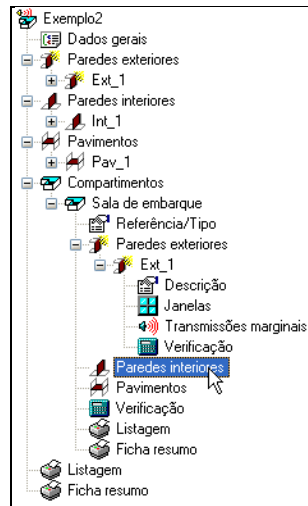 Exemplo2
Dados gerais
Paredes exteriores
Ext_1
Paredes interiores
Int_1
Pavimentos
Pav_1
Compartimentos
Sala de embarque
Referência/Tipo
Paredes exteriores
Ext_1
Descrição
Janelas
Transmissões marginais
Verificação
Paredes interiores
Pavimentos
Verificação
Listagem
Ficha resumo
Listagem
Ficha resumo